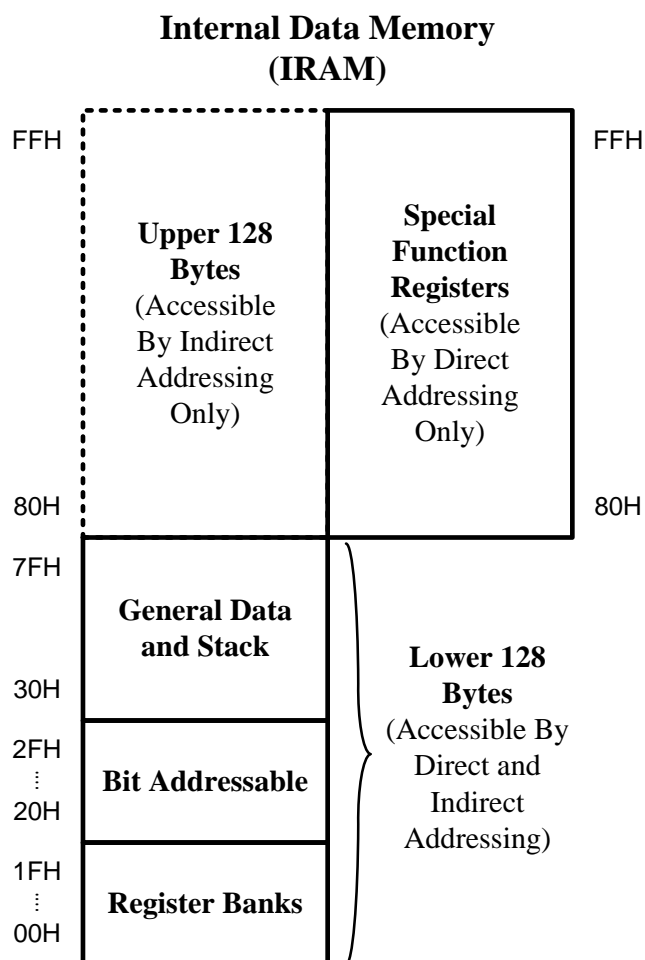 Internal Data Memory
(IRAM)
FFH
FFH
Upper 128
Bytes
(Accessible
By Indirect
Addressing
Only)
Special
Function
Registers
(Accessible
By Direct
Addressing
Only)
80H
80H
7FH
General Data
and Stack
30H
Lower 128
Bytes
(Accessible By
Direct and
Indirect
Addressing)
2FH
20H
Bit Addressable
1FH
00H
Register Banks